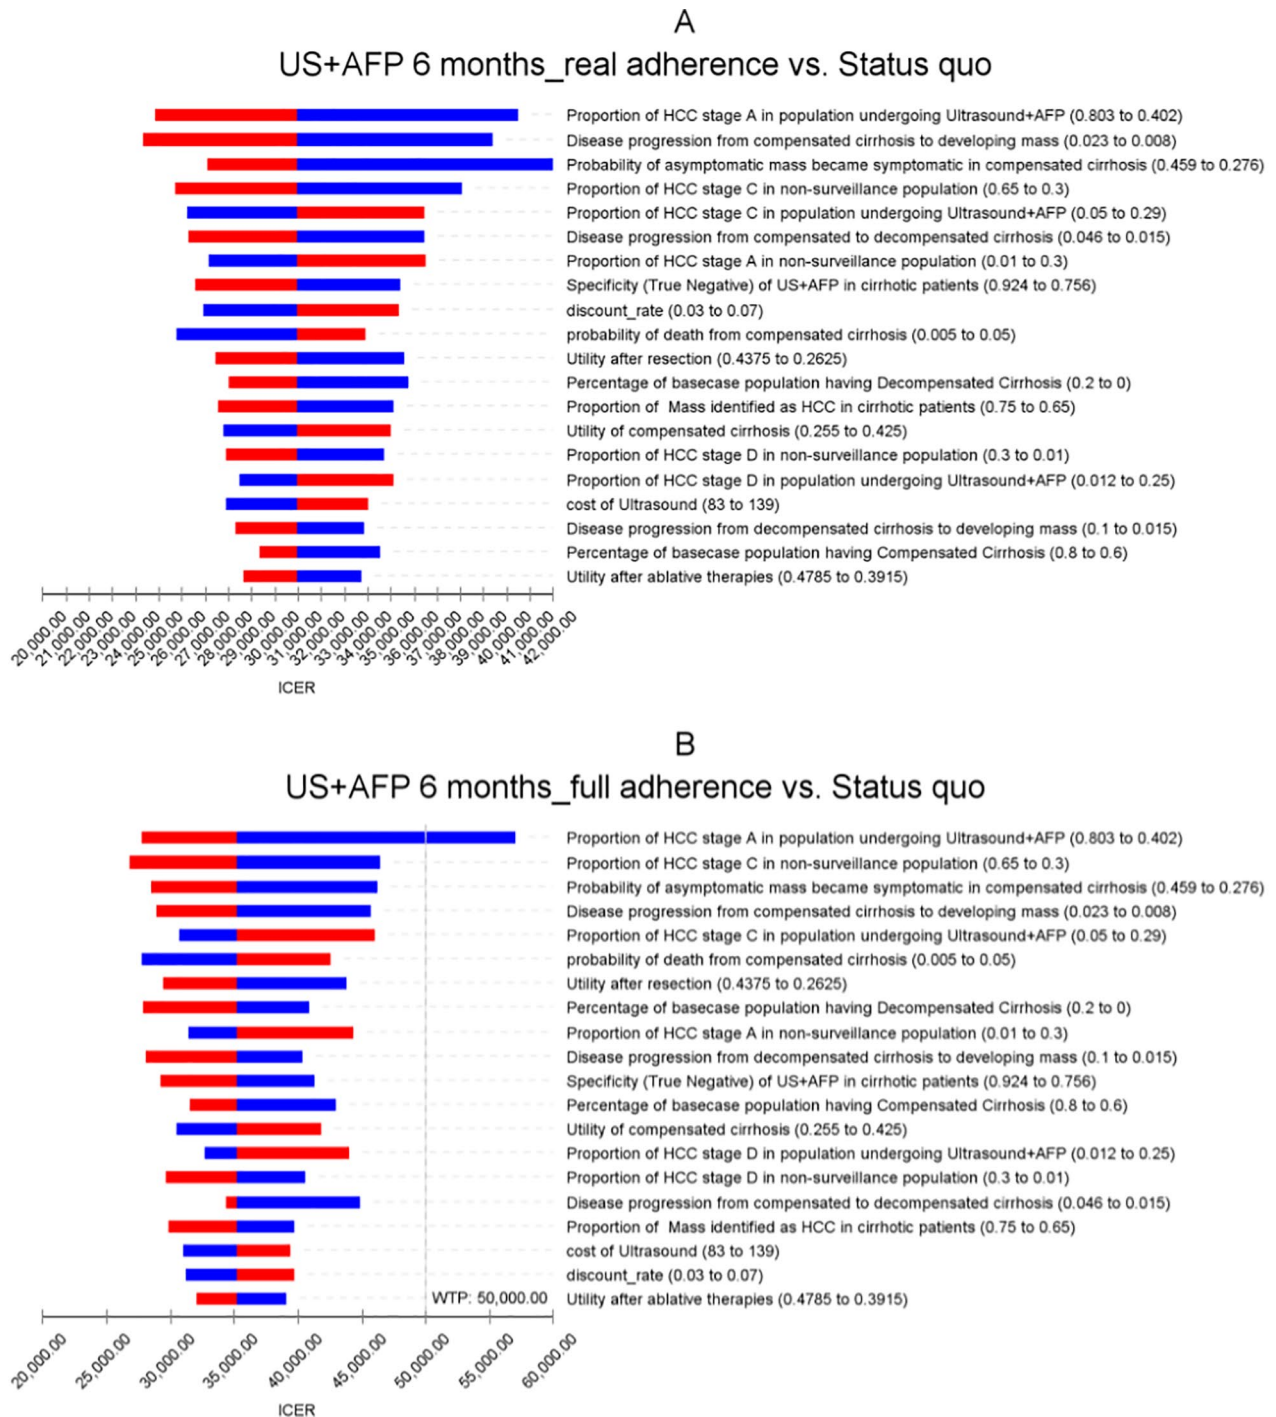 A
US+AFP 6 months_real adherence vs. Status quo
Proportion of HCC stage A in population undergoing Ultrasound+AFP (0.803 to 0.402)
Disease progression from compensated cirrhosis to developing mass (0.023 to 0.008)
Probability of asymptomatic mass became symptomatic in compensated cirrhosis (0.459 to 0.276)
Proportion of HCC stage C in non-surveillance population (0.65 to 0.3)
Proportion of HCC stage C in population undergoing Ultrasound+AFP (0.05 to 0.29)
Disease progression from compensated to decompensated cirrhosis (0.046 to 0.015)
Proportion of HCC stage A in non-surveillance population (0.01 to 0.3)
Specificity (True Negative) of US+AFP in cirrhotic patients (0.924 to 0.756)
discount_rate (0.03 to 0.07)
probability of death from compensated cirrhosis (0.005 to 0.05)
Utility after resection (0.4375 to 0.2625)
Percentage of basecase population having Decompensated Cirrhosis (0.2 to 0)
Proportion of  Mass identified as HCC in cirrhotic patients (0.75 to 0.65)
Utility of compensated cirrhosis (0.255 to 0.425)
Proportion of HCC stage D in non-surveillance population (0.3 to 0.01)
Proportion of HCC stage D in population undergoing Ultrasound+AFP (0.012 to 0.25)
cost of Ultrasound (83 to 139)
Disease progression from decompensated cirrhosis to developing mass (0.1 to 0.015)
Percentage of basecase population having Compensated Cirrhosis (0.8 to 0.6)
Utility after ablative therapies (0.4785 to 0.3915)
20,000.00
21,000.00
22,000.00
23,000.00
24,000.00
25,000.00
26,000.00
27,000.00
28,000.00
29,000.00
30,000.00
31,000.00
32,000.00
33,000.00
34,000.00
35,000.00
36,000.00
37,000.00
38,000.00
39,000.00
40,000.00
41,000.00
42,000.00
ICER
B
US+AFP 6 months_full adherence vs. Status quo
Proportion of HCC stage A in population undergoing Ultrasound+AFP (0.803 to 0.402)
Proportion of HCC stage C in non-surveillance population (0.65 to 0.3)
Probability of asymptomatic mass became symptomatic in compensated cirrhosis (0.459 to 0.276)
Disease progression from compensated cirrhosis to developing mass (0.023 to 0.008)
Proportion of HCC stage C in population undergoing Ultrasound+AFP (0.05 to 0.29)
probability of death from compensated cirrhosis (0.005 to 0.05)
Utility after resection (0.4375 to 0.2625)
Percentage of basecase population having Decompensated Cirrhosis (0.2 to 0)
Proportion of HCC stage A in non-surveillance population (0.01 to 0.3)
Disease progression from decompensated cirrhosis to developing mass (0.1 to 0.015)
Specificity (True Negative) of US+AFP in cirrhotic patients (0.924 to 0.756)
Percentage of basecase population having Compensated Cirrhosis (0.8 to 0.6)
Utility of compensated cirrhosis (0.255 to 0.425)
Proportion of HCC stage D in population undergoing Ultrasound+AFP (0.012 to 0.25)
Proportion of HCC stage D in non-surveillance population (0.3 to 0.01)
Disease progression from compensated to decompensated cirrhosis (0.046 to 0.015)
Proportion of  Mass identified as HCC in cirrhotic patients (0.75 to 0.65)
cost of Ultrasound (83 to 139)
discount_rate (0.03 to 0.07)
WTP: 50,000.00
Utility after ablative therapies (0.4785 to 0.3915)
20,000.00
25,000.00
30,000.00
35,000.00
40,000.00
45,000.00
50,000.00
55,000.00
60,000.00
ICER